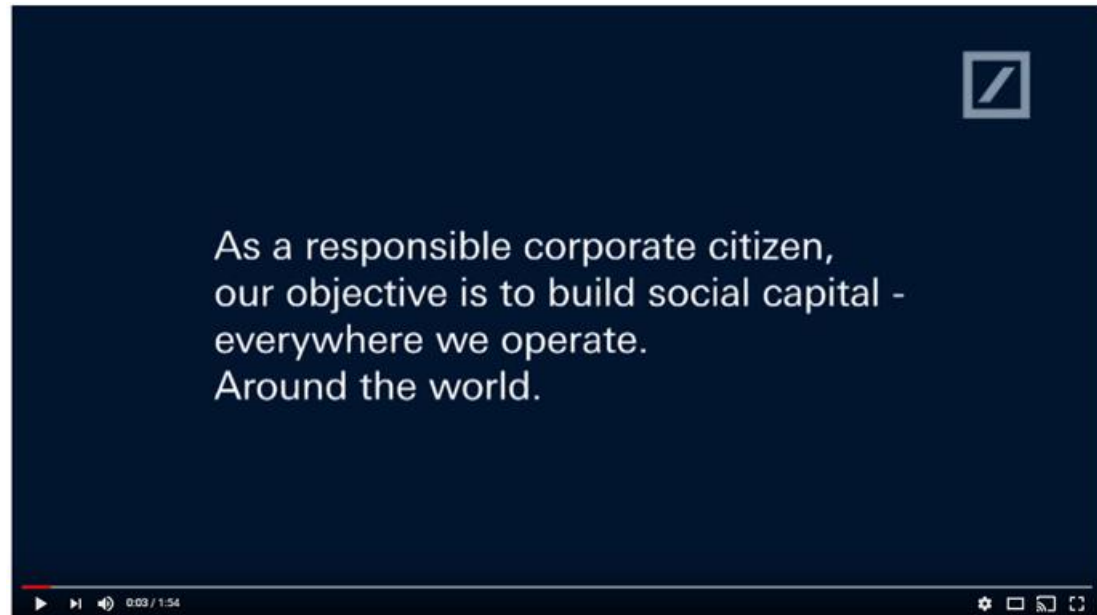 As a responsible corporate citizen,
our objective is to build social capital -
everywhere we operate.
Around the world.
0:03 / 1:54